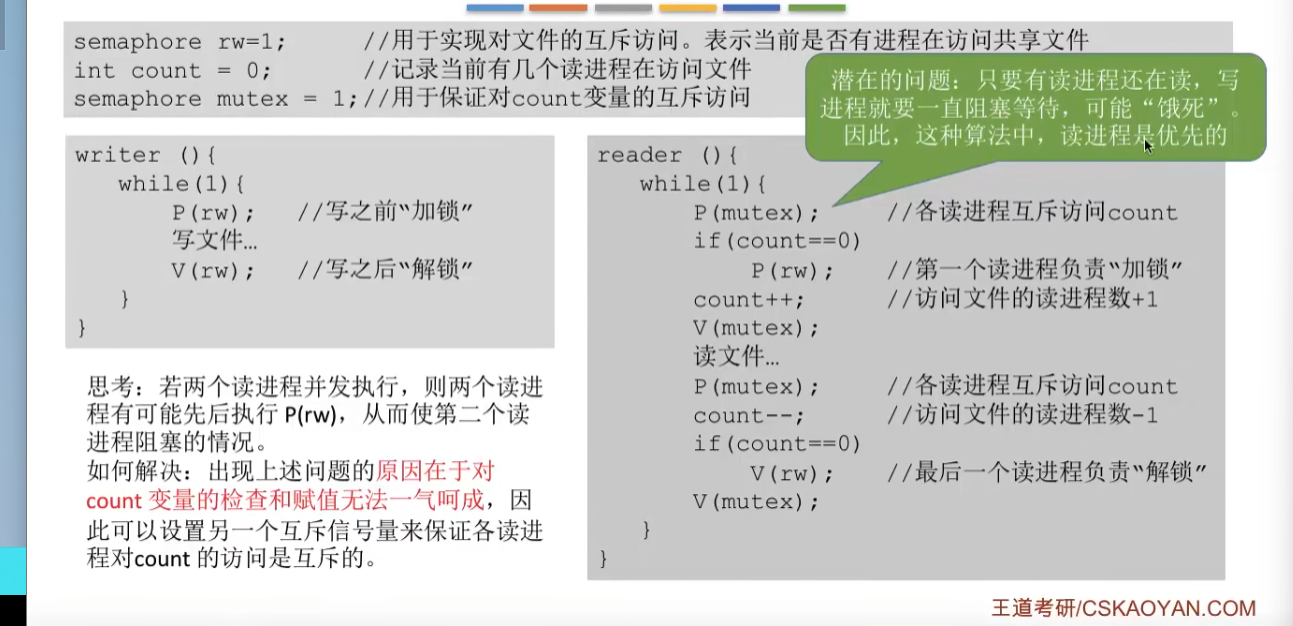 semaphore rw=1;        //用于实现对文件的互斥访问。表示当前是否有进程在访问共享文件
int count = 0;         //记录当前有几个读进程在访问文件
semaphore mutex = 1;//用于保证对count变量的互斥访问
潜在的问题：只要有读进程还在读，写
进程就要一直阻塞等待，可能“饿死”。
因此，这种算法中，读进程是优先的
writer (){
while(1){
P(rw);   //写之前“加锁”
写文件…
V(rw);   //写之后“解锁”
}
}
思考：若两个读进程并发执行，则两个读进
程有可能先后执行 P(rw)，从而使第二个读
进程阻塞的情况。
如何解决：出现上述问题的原因在于对
count 变量的检查和赋值无法一气呵成，因
此可以设置另一个互斥信号量来保证各读进
程对count 的访问是互斥的。
reader (){
while(1){
P(mutex);     //各读进程互斥访问count
if(count==0)
P(rw);    //第一个读进程负责“加锁”
count++;      //访问文件的读进程数+1
V(mutex);
读文件…
P(mutex);     //各读进程互斥访问count
count--;      //访问文件的读进程数-1
if(count==0)
V(rw);    //最后一个读进程负责“解锁”
V(mutex);
}
}
王道考研/CSKAOYAN.COM